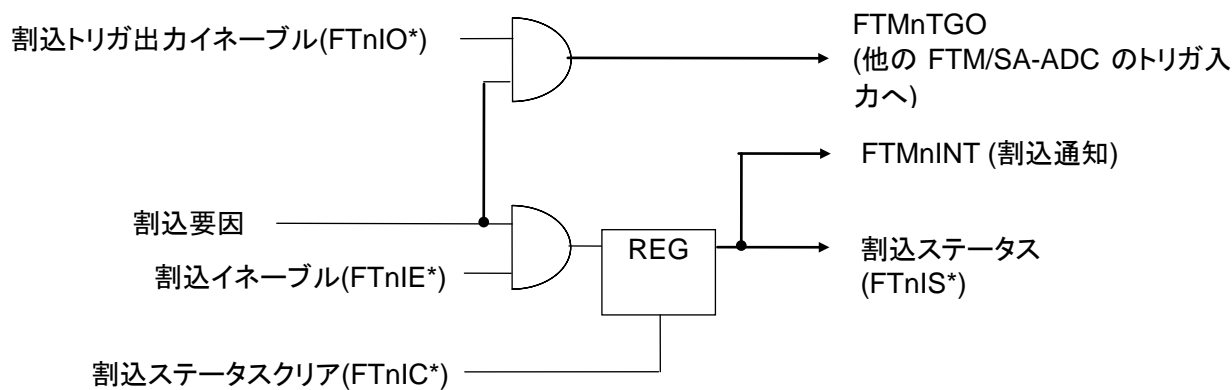 割込トリガ出力イネーブル(FTnIO*)
FTMnTGO
(他の FTM/SA-ADC のトリガ入
力へ)
FTMnINT (割込通知)
割込要因
REG
割込ステータス
(FTnIS*)
割込イネーブル(FTnIE*)
割込ステータスクリア(FTnIC*)